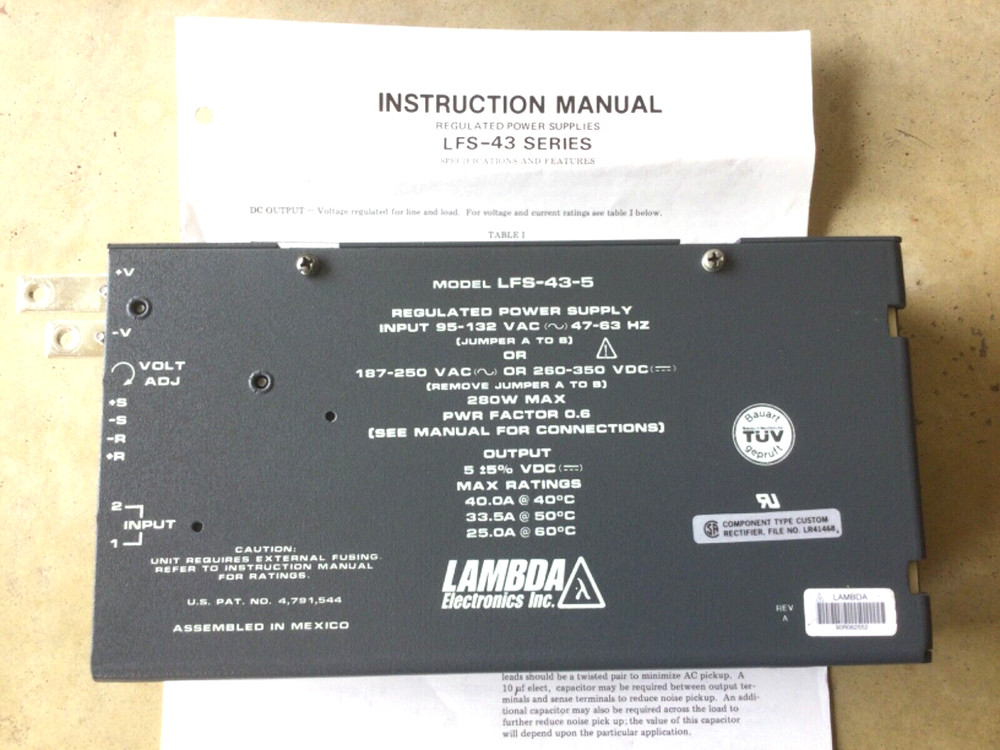 INSTRUCTION MANUAL
REGULATED POWER SUPPLIES
LFS-43 SERIES
SPECIFICATIONS AND FEATURES
DC OUTPUT – Voltage regulated for line and load. For voltage and current ratings see table I below.
TABLE I
+V
-V
VOLT
ADJ
+S
-S
-R
+R
2
INPUT
1
CAUTION:
UNIT REQUIRES EXTERNAL FUSING.
REFER TO INSTRUCTION MANUAL
FOR RATINGS.
U.S. PAT. NO. 4,791,544
ASSEMBLED IN MEXICO
MODEL LFS-43-5
REGULATED POWER SUPPLY
INPUT 95-132 VAC (~) 47-63 HZ
(JUMPER A TO B)
OR
187-250 VAC (~) OR 260-350 VDC (⎓)
(REMOVE JUMPER A TO B)
280W MAX
PWR FACTOR 0.6
(SEE MANUAL FOR CONNECTIONS)
OUTPUT
5 ±5% VDC (⎓)
MAX RATINGS
40.0A @ 40°C
33.5A @ 50°C
25.0A @ 60°C
LAMBDA
Electronics Inc.
λ
Bauart
TÜV
geprüft
RU
COMPONENT TYPE CUSTOM
RECTIFIER, FILE NO. LR41468
REV
A
LAMBDA
leads should be a twisted pair to minimize AC pickup. A
10 μf elect, capacitor may be required between output ter-
minals and sense terminals to reduce noise pickup. An addi-
tional capacitor may also be required across the load to
further reduce noise pick up; the value of this capacitor
will depend upon the particular application.